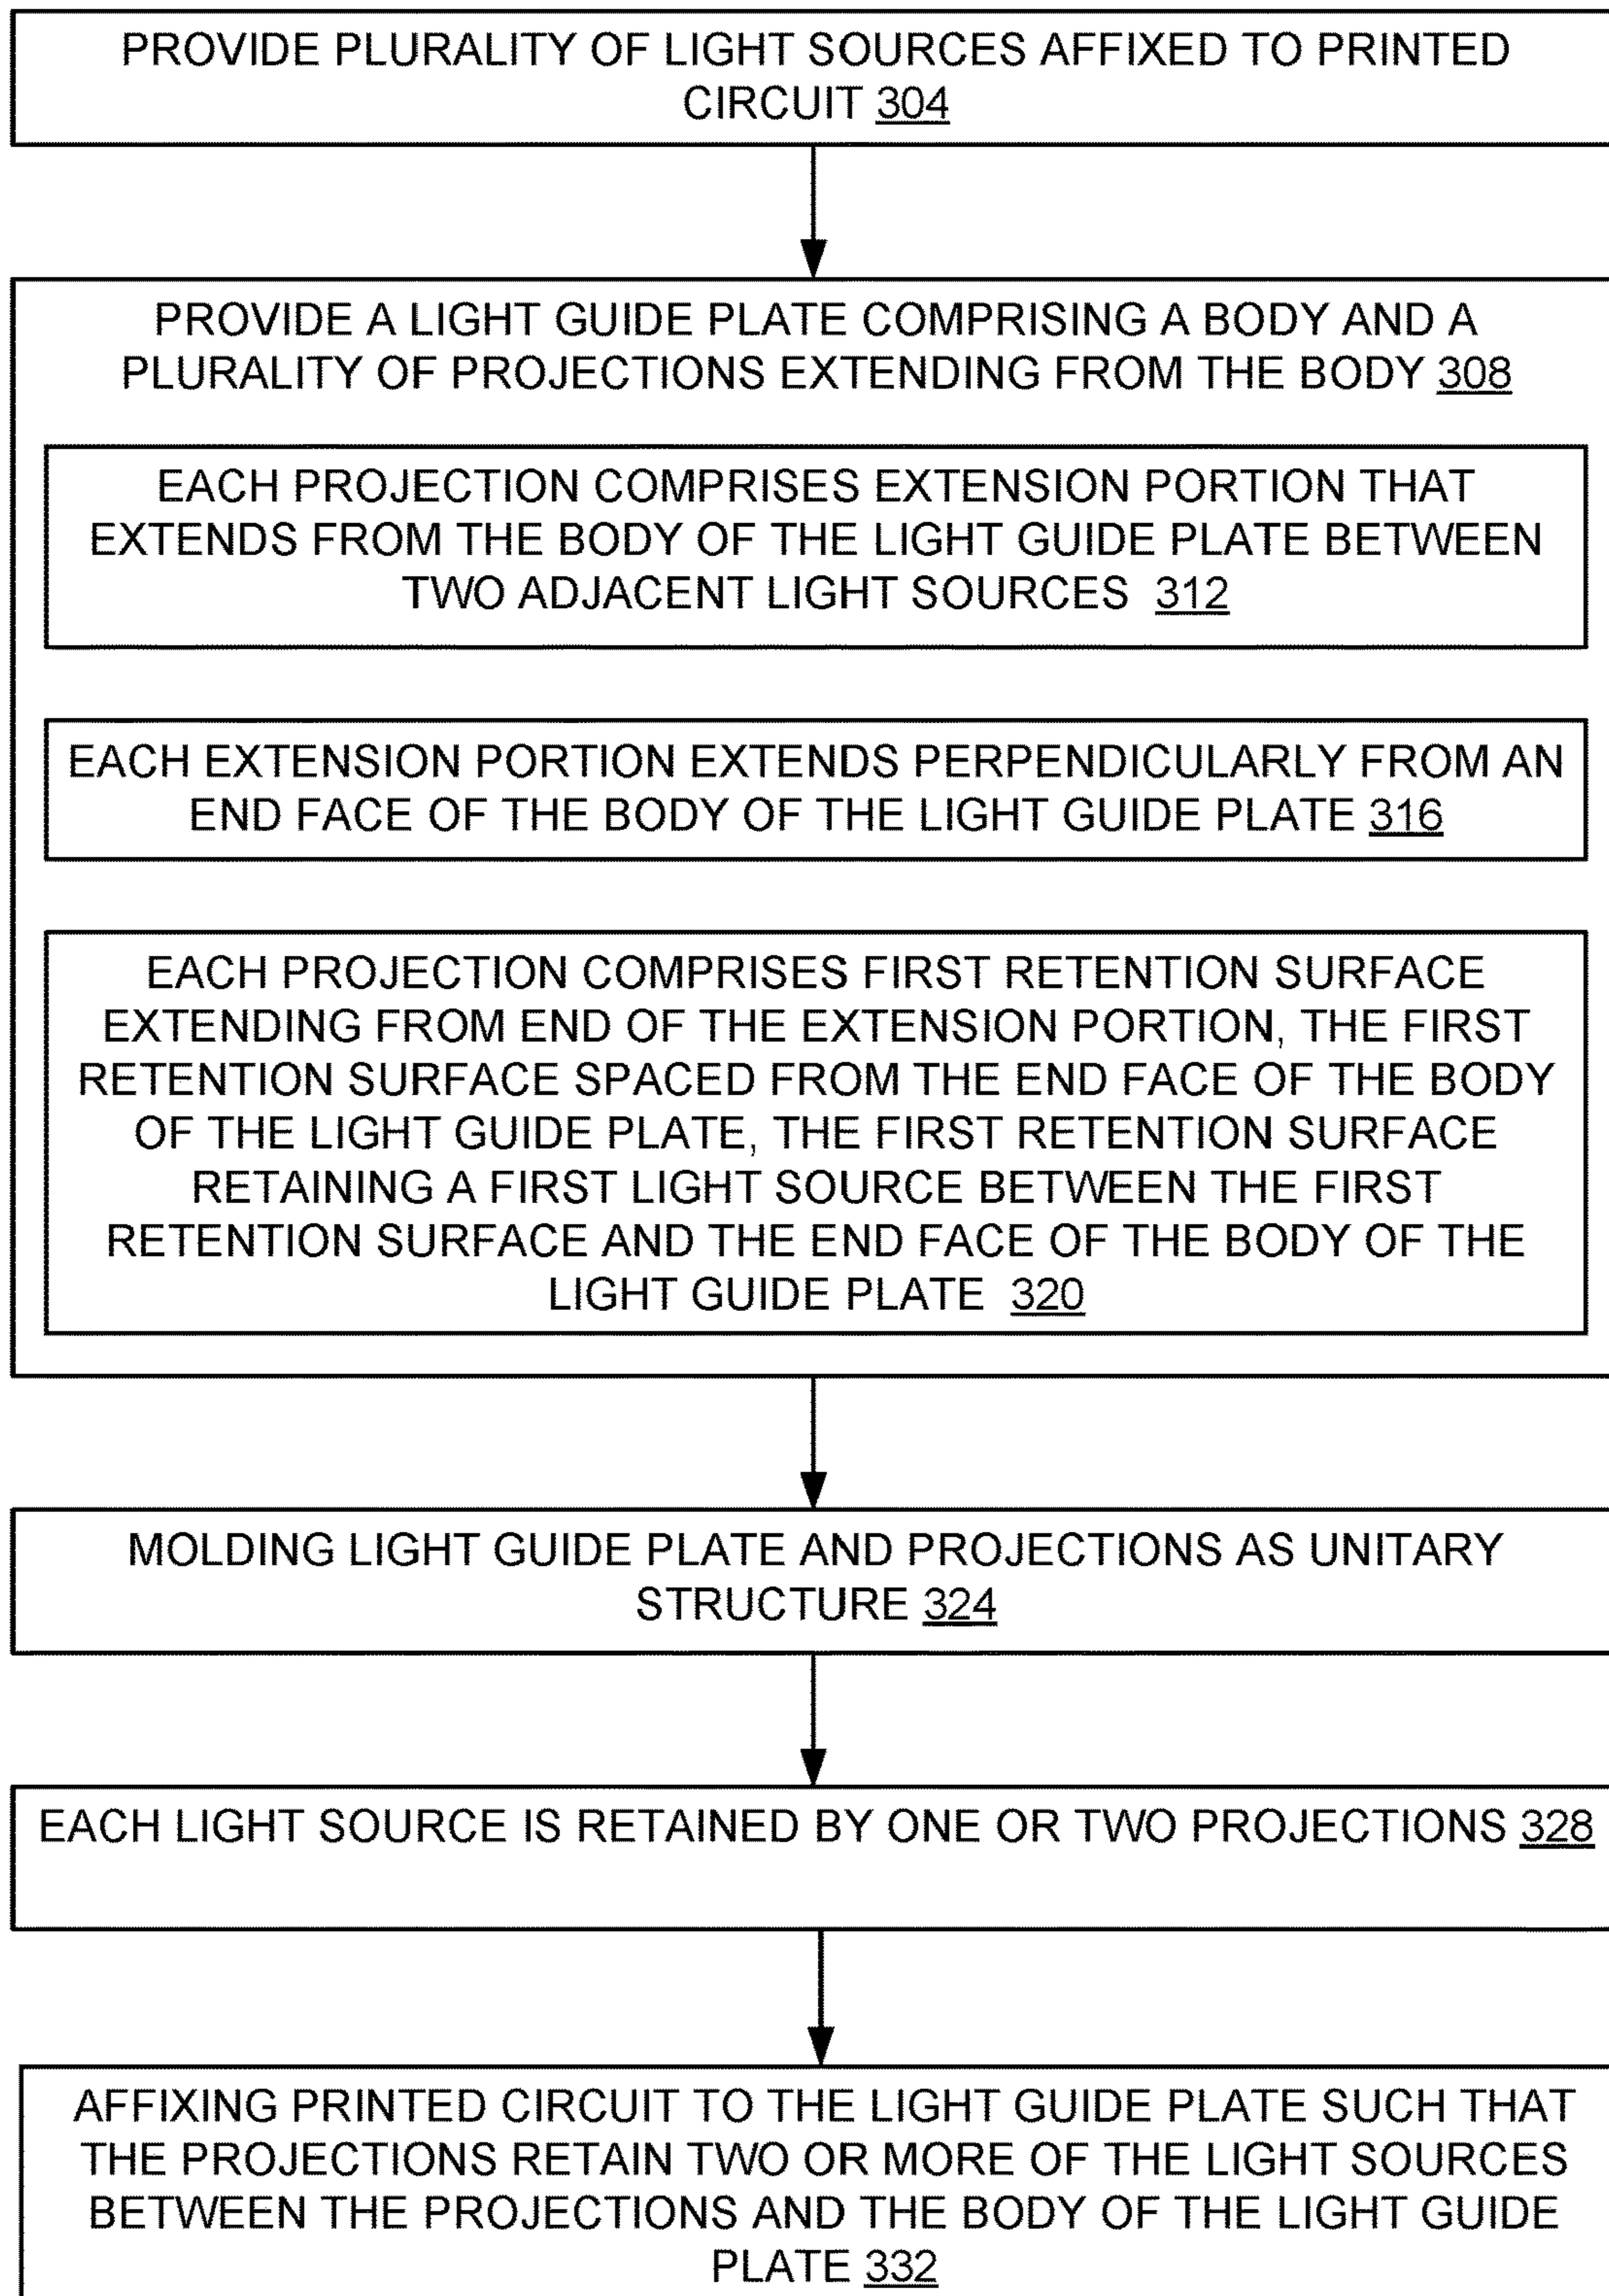 PROVIDE PLURALITY OF LIGHT SOURCES AFFIXED TO PRINTED
CIRCUIT 304
PROVIDE A LIGHT GUIDE PLATE COMPRISING A BODY AND A
PLURALITY OF PROJECTIONS EXTENDING FROM THE BODY 308
EACH PROJECTION COMPRISES EXTENSION PORTION THAT
EXTENDS FROM THE BODY OF THE LIGHT GUIDE PLATE BETWEEN
TWO ADJACENT LIGHT SOURCES 312
EACH EXTENSION PORTION EXTENDS PERPENDICULARLY FROM AN
END FACE OF THE BODY OF THE LIGHT GUIDE PLATE 316
EACH PROJECTION COMPRISES FIRST RETENTION SURFACE
EXTENDING FROM END OF THE EXTENSION PORTION, THE FIRST
RETENTION SURFACE SPACED FROM THE END FACE OF THE BODY
OF THE LIGHT GUIDE PLATE, THE FIRST RETENTION SURFACE
RETAINING A FIRST LIGHT SOURCE BETWEEN THE FIRST
RETENTION SURFACE AND THE END FACE OF THE BODY OF THE
LIGHT GUIDE PLATE 320
MOLDING LIGHT GUIDE PLATE AND PROJECTIONS AS UNITARY
STRUCTURE 324
EACH LIGHT SOURCE IS RETAINED BY ONE OR TWO PROJECTIONS 328
AFFIXING PRINTED CIRCUIT TO THE LIGHT GUIDE PLATE SUCH THAT
THE PROJECTIONS RETAIN TWO OR MORE OF THE LIGHT SOURCES
BETWEEN THE PROJECTIONS AND THE BODY OF THE LIGHT GUIDE
PLATE 332